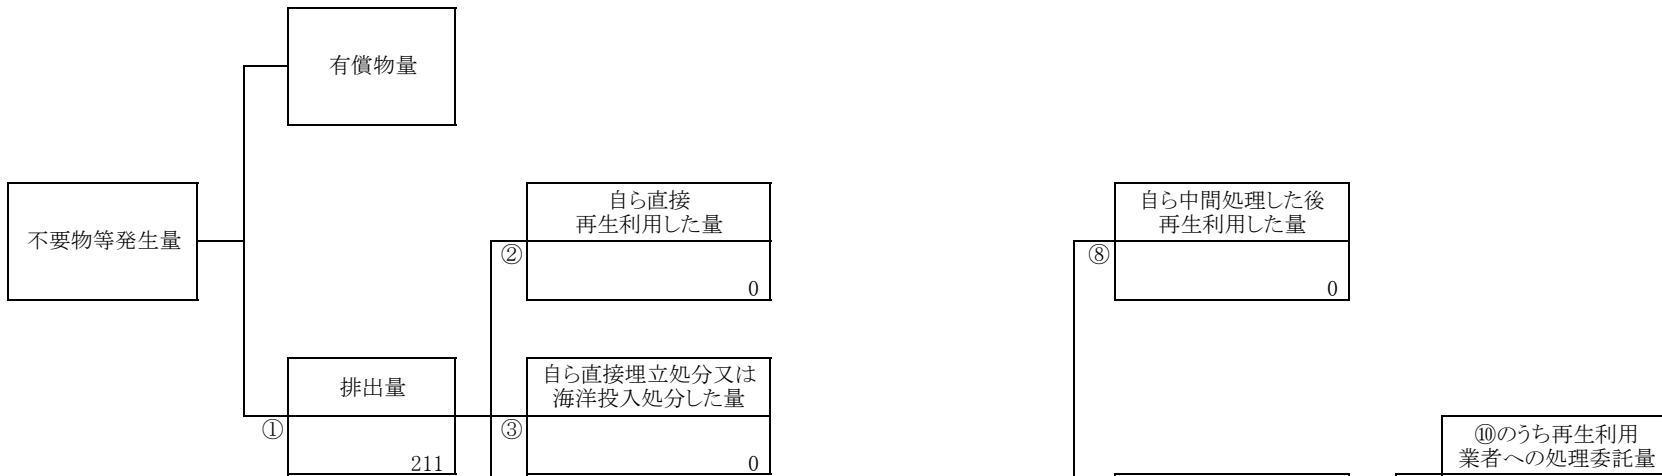 有償物量
不要物等発生量
自ら直接
再生利用した量
②
0
自ら中間処理した後
再生利用した量
⑧
0
排出量
①
211
自ら直接埋立処分又は
海洋投入処分した量
③
0
⑩のうち再生利用
業者への処理委託量